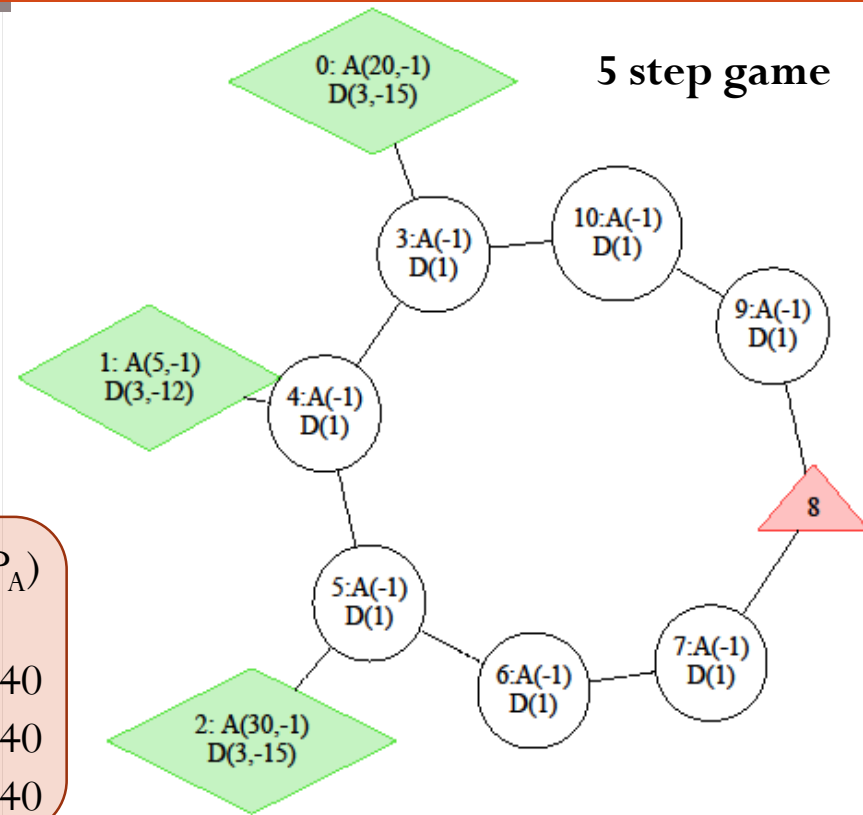 5 step game
0: A(20,-1)
D(3,-15)
10:A(-1)
D(1)
3:A(-1)
D(1)
9:A(-1)
D(1)
1: A(5,-1)
D(3,-12)
4:A(-1)
D(1)
8
5:A(-1)
D(1)
7:A(-1)
D(1)
6:A(-1)
D(1)
2: A(30,-1)
D(3,-15)
P_A)
40
40
40